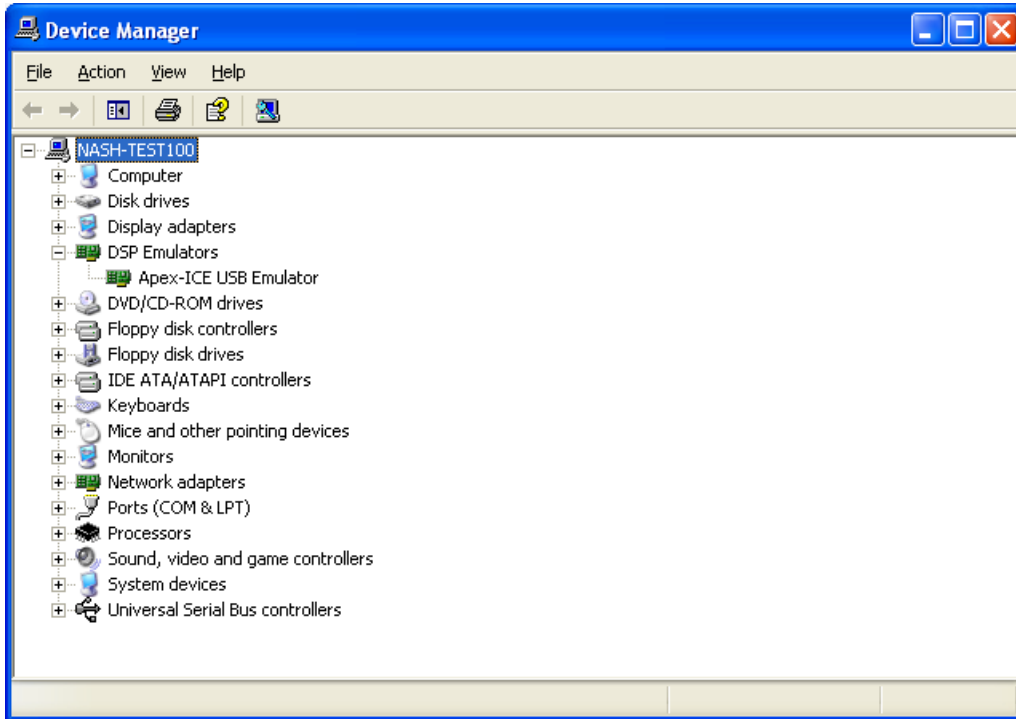 Device Manager
File Action View Help
NASH-TEST100
Computer
Disk drives
Display adapters
DSP Emulators
Apex-ICE USB Emulator
DVD/CD-ROM drives
Floppy disk controllers
Floppy disk drives
IDE ATA/ATAPI controllers
Keyboards
Mice and other pointing devices
Monitors
Network adapters
Ports (COM & LPT)
Processors
Sound, video and game controllers
System devices
Universal Serial Bus controllers